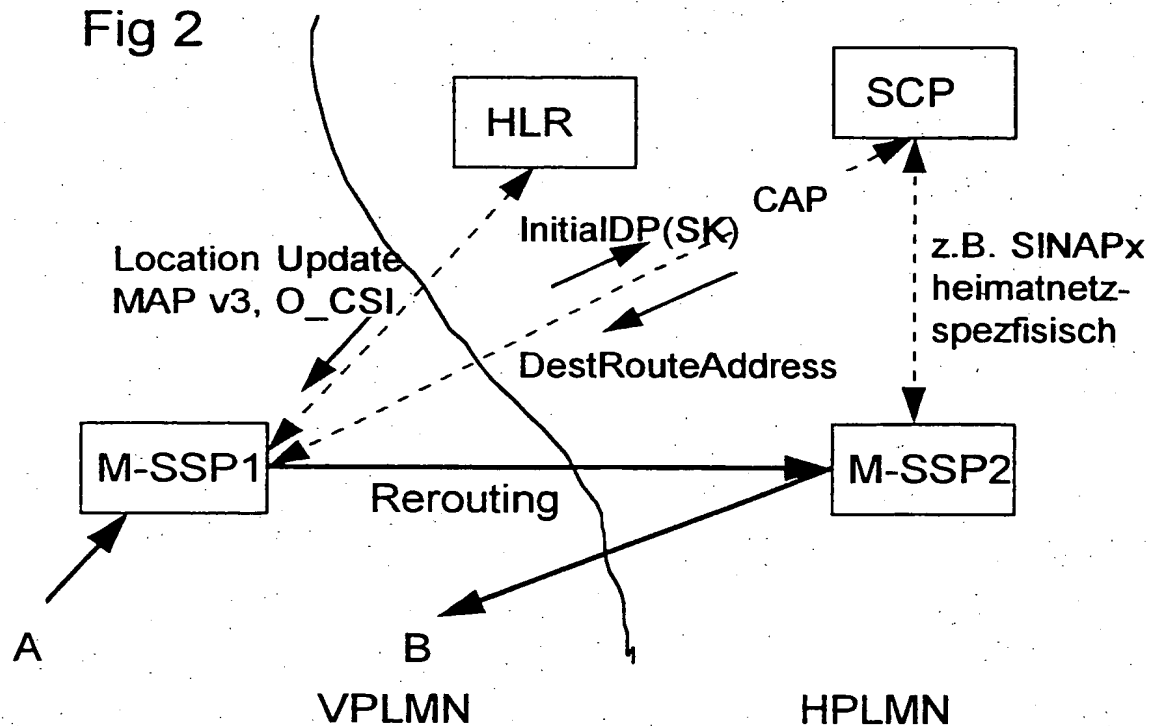 Fig 2
SCP
HLR
CAP
InitialDP(SK)
Location Update
MAP v3, O_CSI
z.B. SINAPx
heimatnetz-
spezfisisch
DestRouteAddress
M-SSP1
M-SSP2
Rerouting
A
B
VPLMN
HPLMN